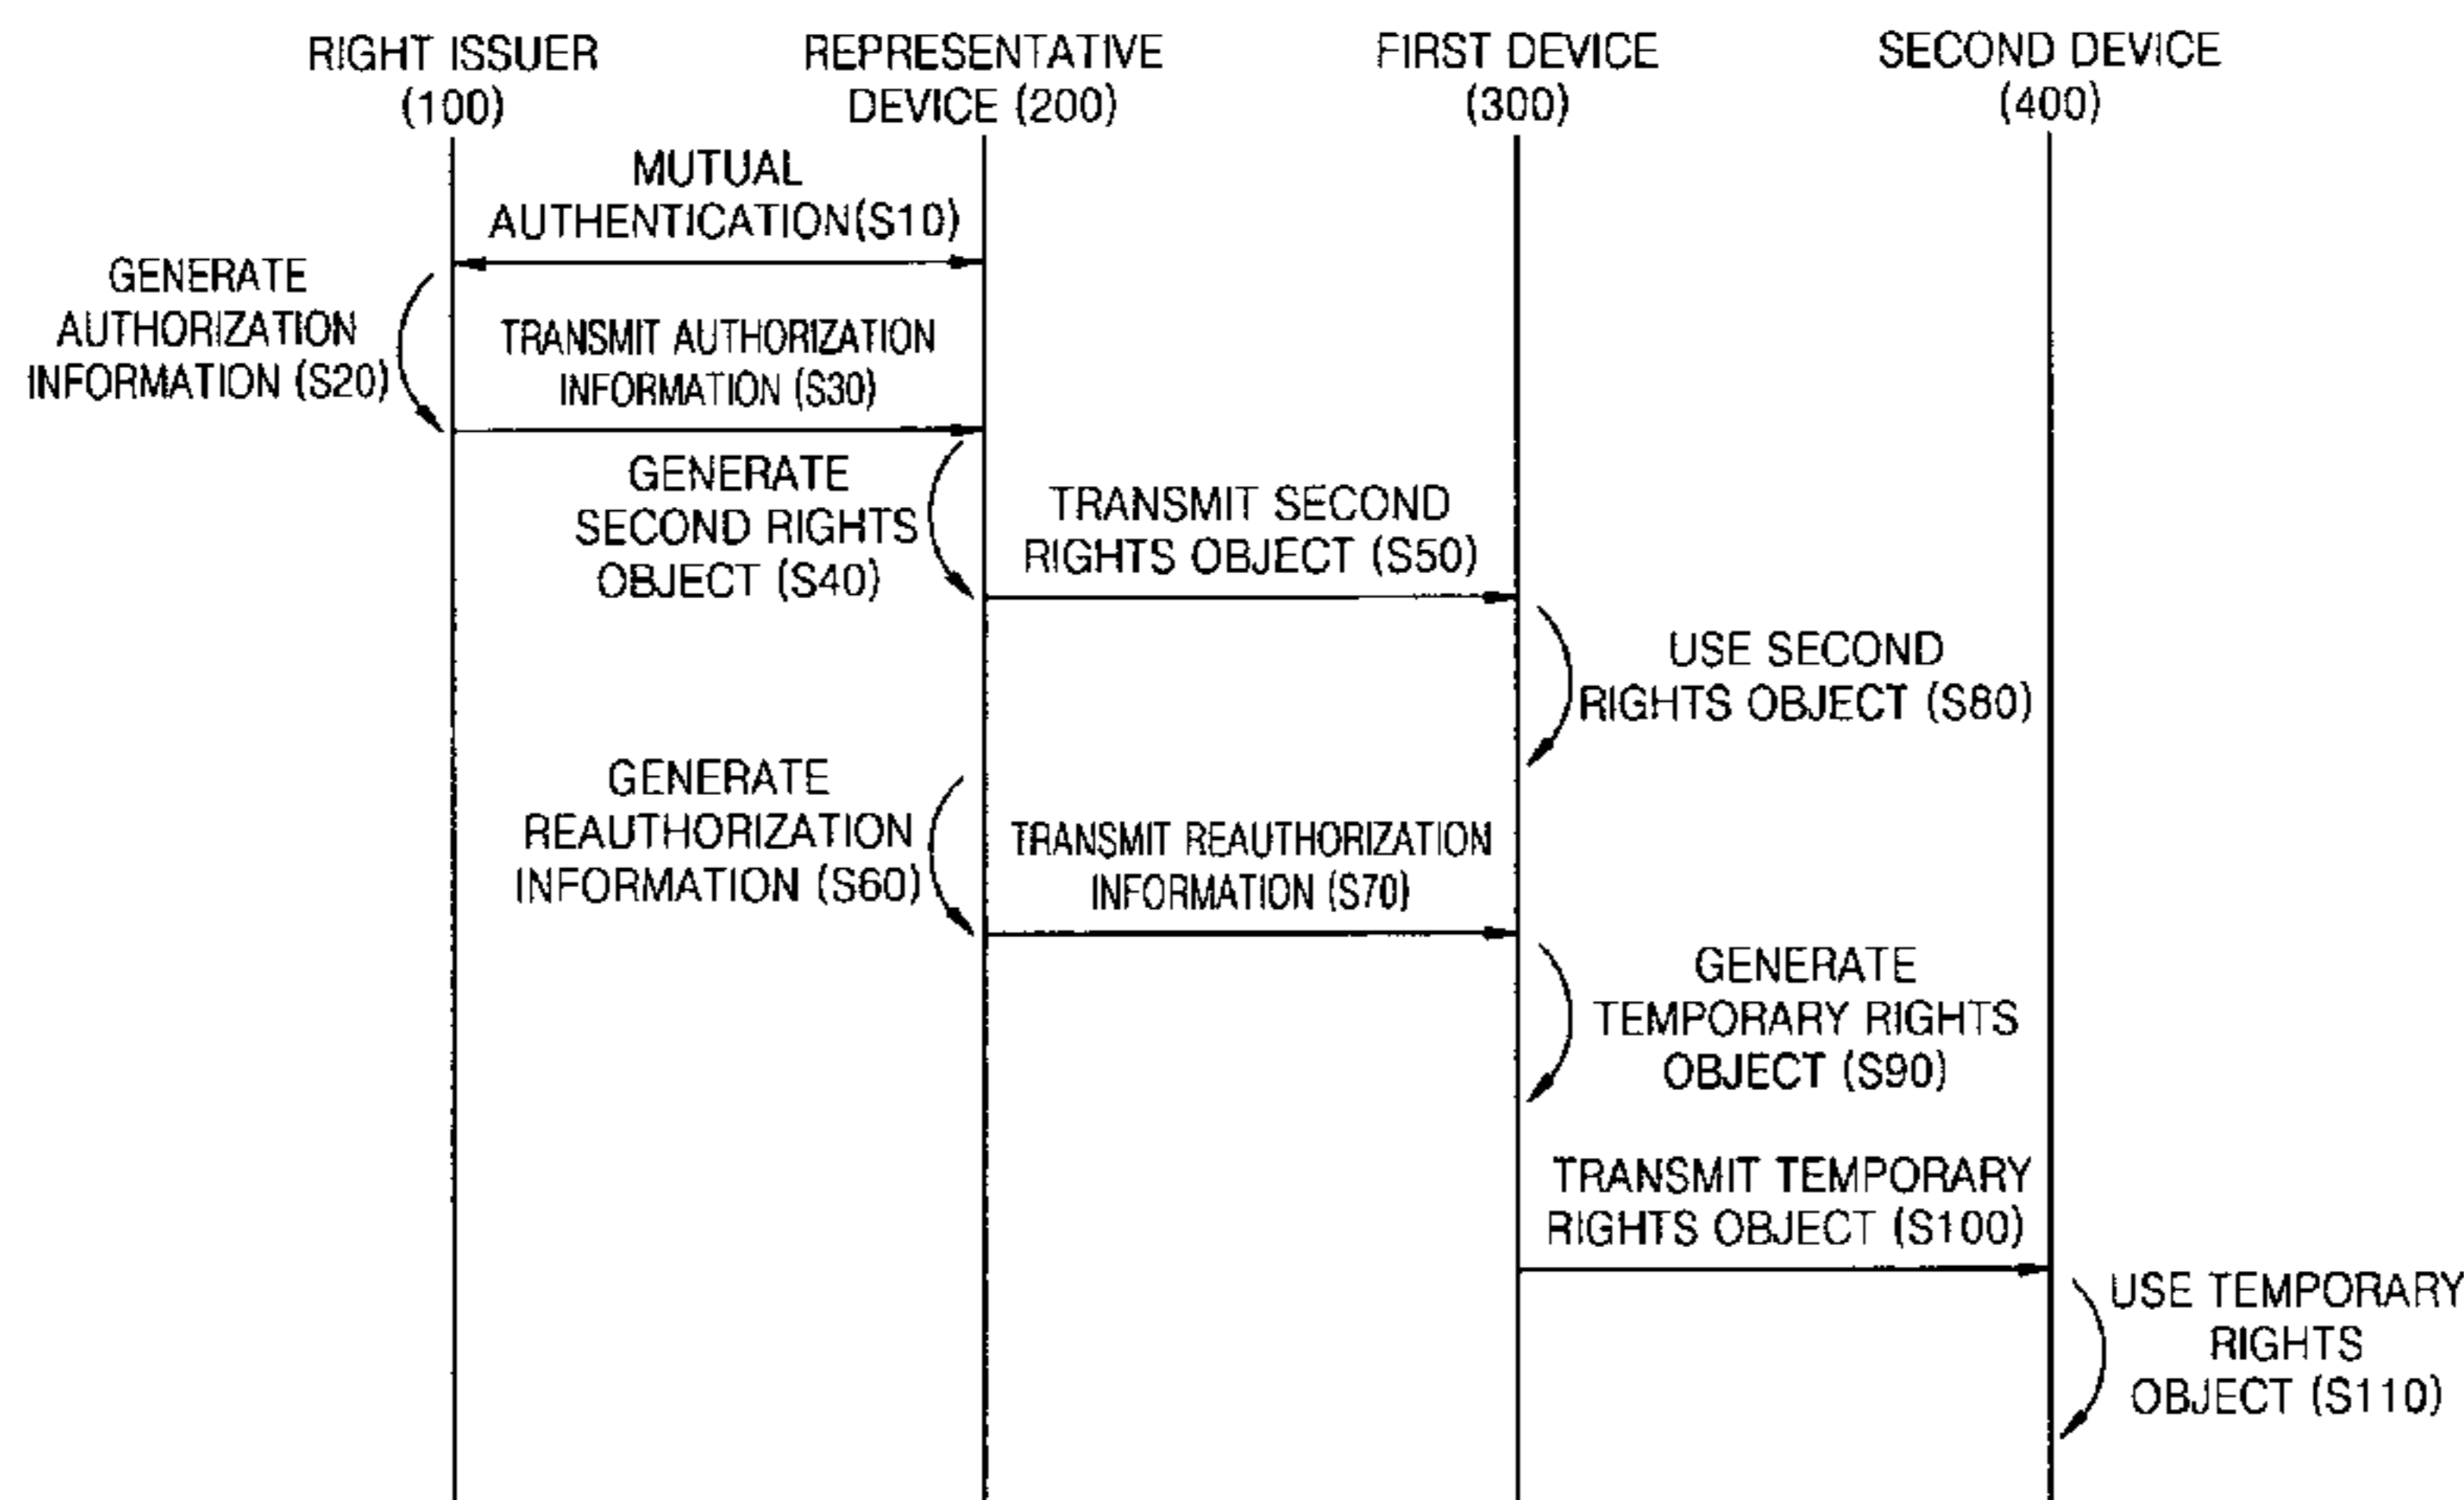 RIGHT ISSUER
(100)
REPRESENTATIVE
DEVICE (200)
FIRST DEVICE
(300)
SECOND DEVICE
(400)
MUTUAL
AUTHENTICATION(S10)
GENERATE
AUTHORIZATION
INFORMATION (S20)
TRANSMIT AUTHORIZATION
INFORMATION (S30)
GENERATE
SECOND RIGHTS
OBJECT (S40)
TRANSMIT SECOND
RIGHTS OBJECT (S50)
USE SECOND
RIGHTS OBJECT (S80)
GENERATE
REAUTHORIZATION
INFORMATION (S60)
TRANSMIT REAUTHORIZATION
INFORMATION (S70)
GENERATE
TEMPORARY RIGHTS
OBJECT (S90)
TRANSMIT TEMPORARY
RIGHTS OBJECT (S100)
USE TEMPORARY
RIGHTS
OBJECT (S110)